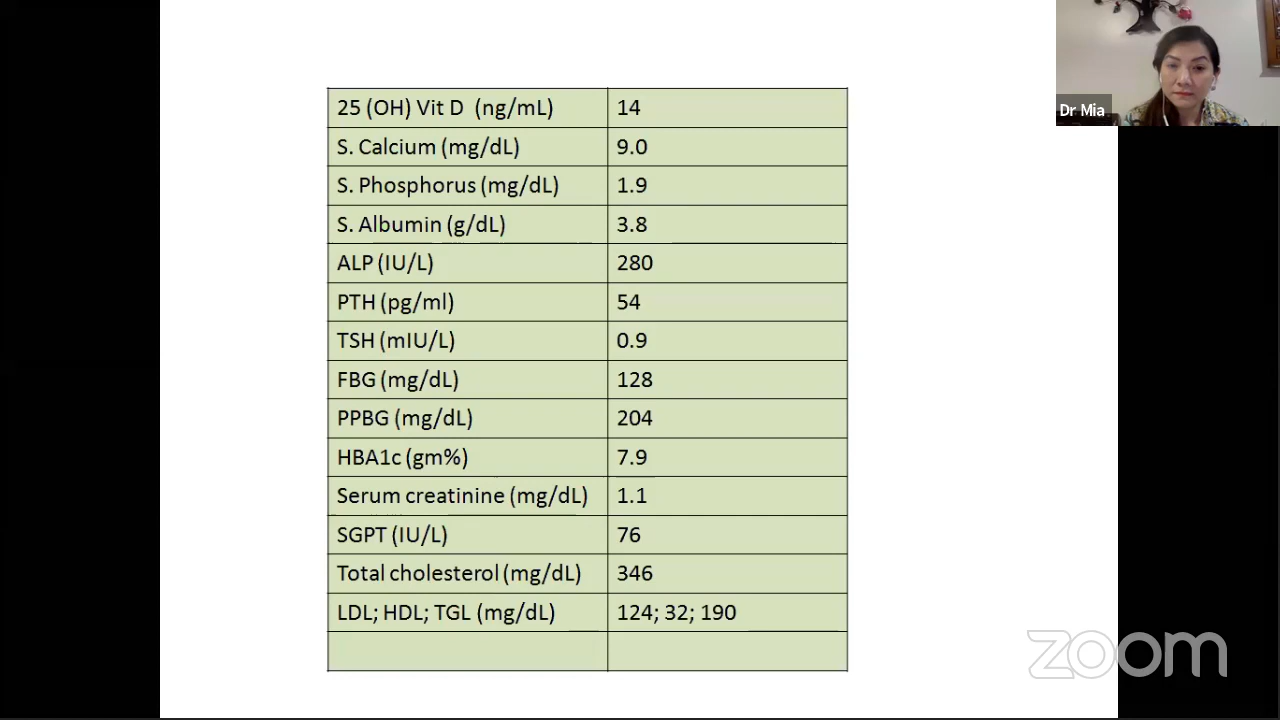 25 (OH) Vit D (ng/mL) 14
S. Calcium (mg/dL) 9.0
S. Phosphorus (mg/dL) 1.9
S. Albumin (g/dL) 3.8
ALP (IU/L) 280
PTH (pg/ml) 54
TSH (mIU/L) 0.9
FBG (mg/dL) 128
PPBG (mg/dL) 204
HBA1c (gm%) 7.9
Serum creatinine (mg/dL) 1.1
SGPT (IU/L) 76
Total cholesterol (mg/dL) 346
LDL; HDL; TGL (mg/dL) 124; 32; 190
Dr Mia
zoom